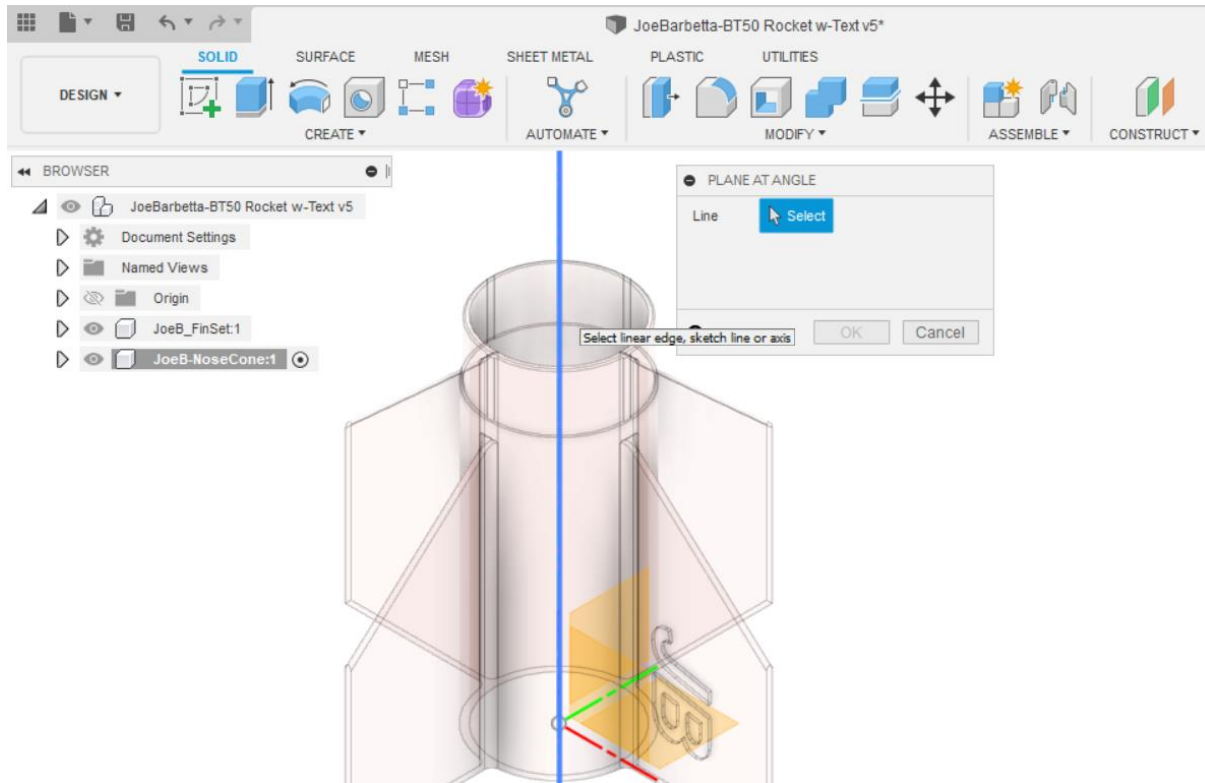 JoeBarbetta-BT50 Rocket w-Text v5*
SOLID SURFACE MESH SHEET METAL PLASTIC UTILITIES
DESIGN ▾
CREATE ▾ AUTOMATE ▾ MODIFY ▾ ASSEMBLE ▾ CONSTRUCT ▾
BROWSER
JoeBarbetta-BT50 Rocket w-Text v5
Document Settings
Named Views
Origin
JoeB_FinSet:1
JoeB-NoseCone:1
PLANE AT ANGLE
Line Select
OK Cancel
Select linear edge, sketch line or axis
JB